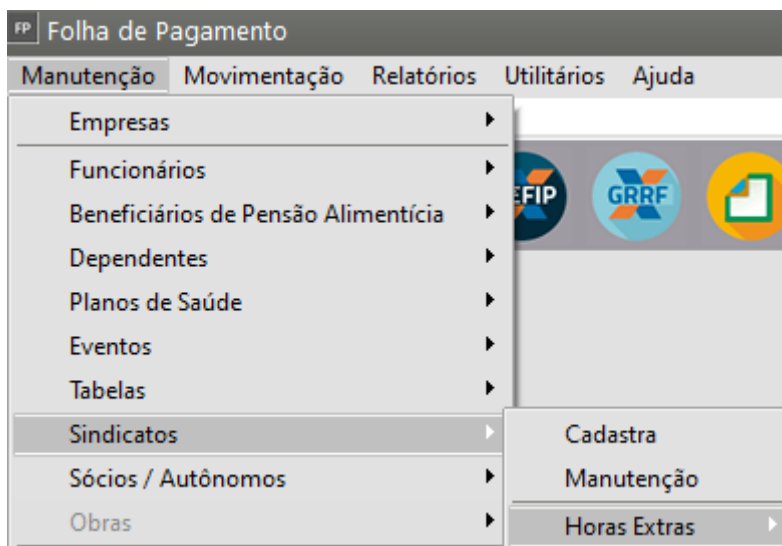 FP Folha de Pagamento
Manutenção Movimentação Relatórios Utilitários Ajuda
Empresas
Funcionários
EFIP GRRF
Beneficiários de Pensão Alimentícia
Dependentes
Planos de Saúde
Eventos
Tabelas
Sindicatos Cadastra
Sócios / Autônomos Manutenção
Obras Horas Extras